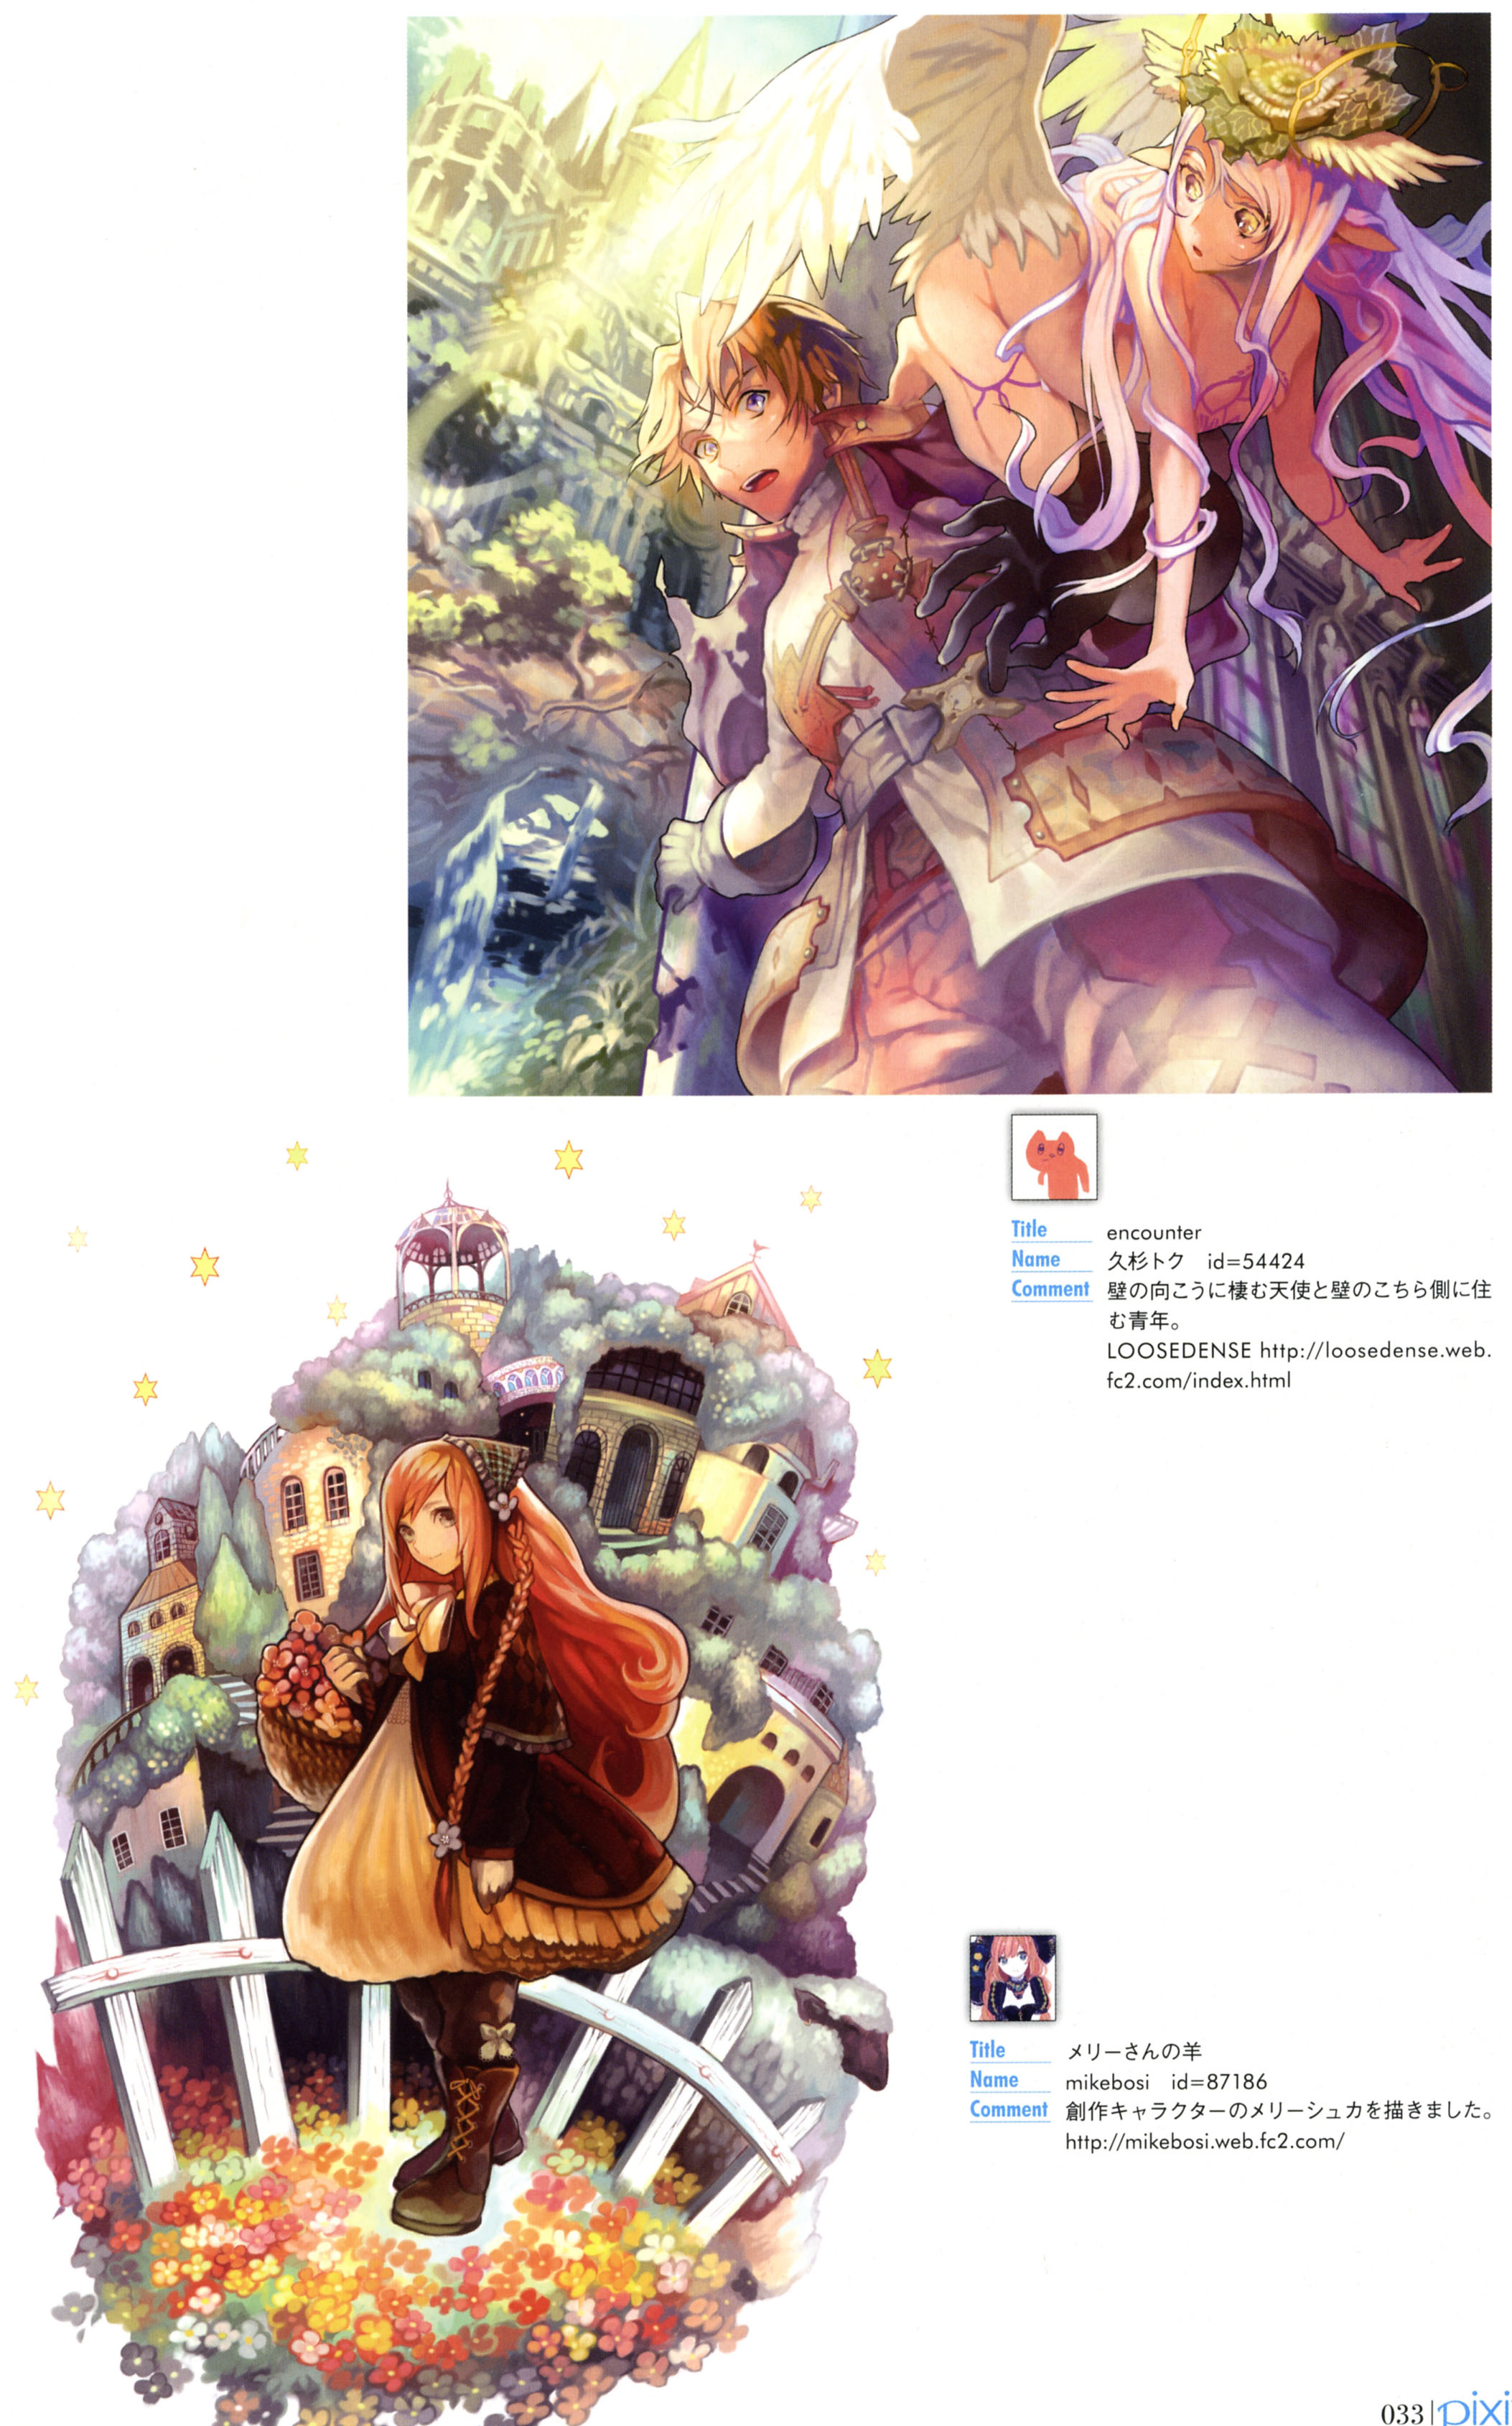 Title encounter
Name 久杉トク id=54424
Comment 壁の向こうに棲む天使と壁のこちら側に住
む青年。
LOOSEDENSE http://loosedense.web.
fc2.com/index.html
Title メリーさんの羊
Name mikebosi id=87186
Comment 創作キャラクターのメリーシュカを描きました。
http://mikebosi.web.fc2.com/
033 | pixi